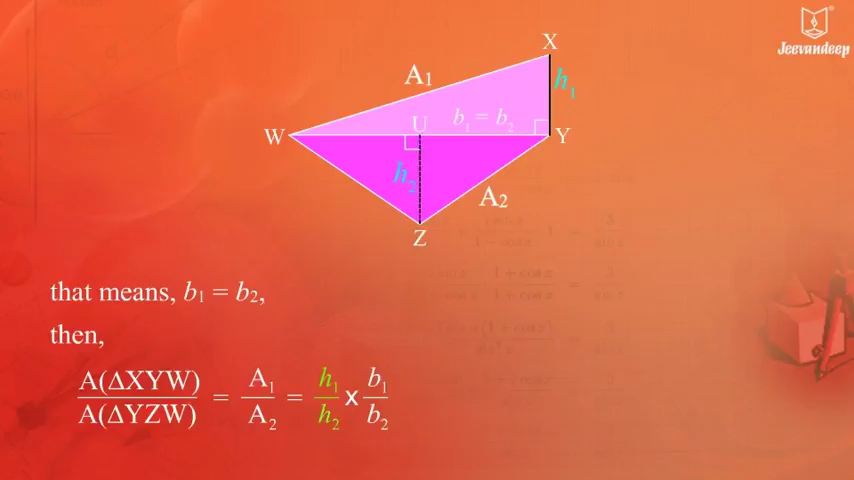 Jeevandeep
X
A1
h1
W
U
b1 = b2
Y
h2
A2
Z
that means, b1 = b2,
then,
A(ΔXYW) / A(ΔYZW) = A1 / A2 = h1 / h2 x b1 / b2